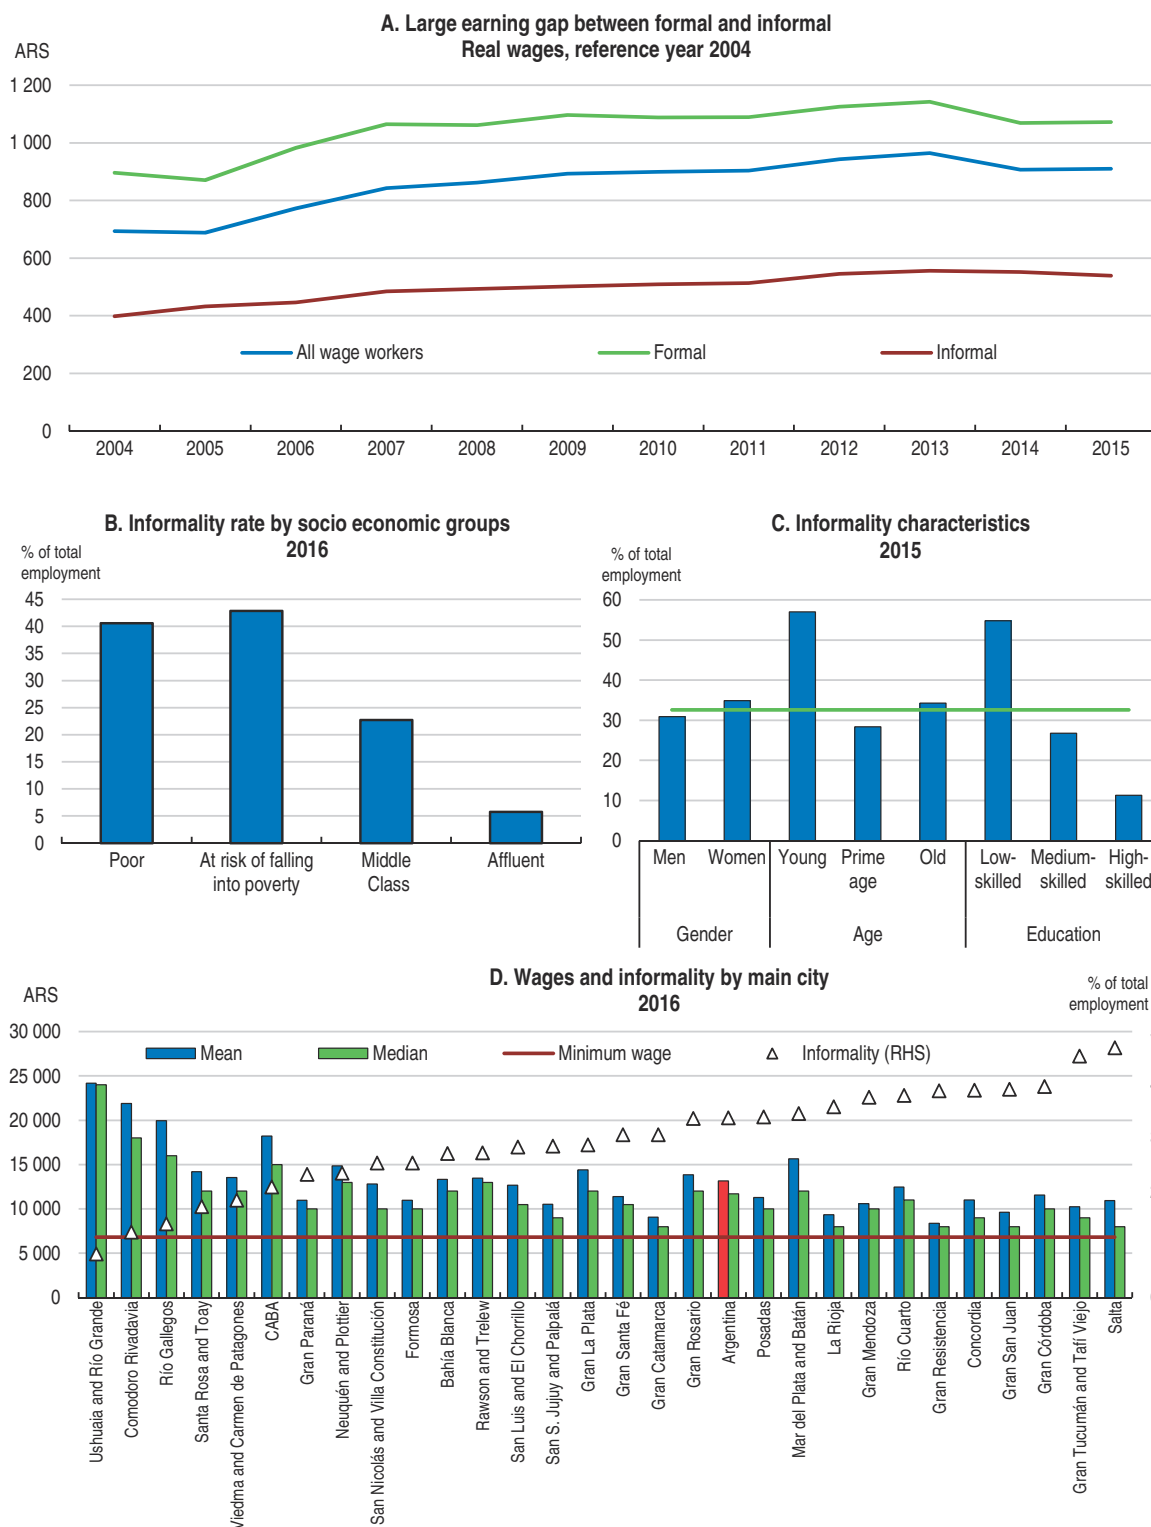 A. Large earning gap between formal and informal
Real wages, reference year 2004
ARS
1 200
1 000
800
600
400
200
0
All wage workers
Formal
Informal
2004 2005 2006 2007 2008 2009 2010 2011 2012 2013 2014 2015
B. Informality rate by socio economic groups
2016
% of total
employment
45
40
35
30
25
20
15
10
5
0
Poor
At risk of falling
into poverty
Middle
Class
Affluent
C. Informality characteristics
2015
% of total
employment
60
50
40
30
20
10
0
Men
Women
Young
Prime
age
Old
Low-
skilled
Medium-
skilled
High-
skilled
Gender
Age
Education
D. Wages and informality by main city
2016
ARS
% of total
employment
30 000
25 000
20 000
15 000
10 000
5 000
0
Mean
Median
Minimum wage
Informality (RHS)
Ushuaia and Río Grande
Comodoro Rivadavia
Río Gallegos
Santa Rosa and Toay
Viedma and Carmen de Patagones
CABA
Gran Paraná
Neuquén and Plottier
San Nicolás and Villa Constitución
Formosa
Bahía Blanca
Rawson and Trelew
San Luis and El Chorrillo
San S. Jujuy and Palpalá
Gran La Plata
Gran Santa Fé
Gran Catamarca
Gran Rosario
Argentina
Posadas
Mar del Plata and Batán
La Rioja
Gran Mendoza
Río Cuarto
Gran Resistencia
Concordia
Gran San Juan
Gran Córdoba
Gran Tucumán and Tafí Viejo
Salta